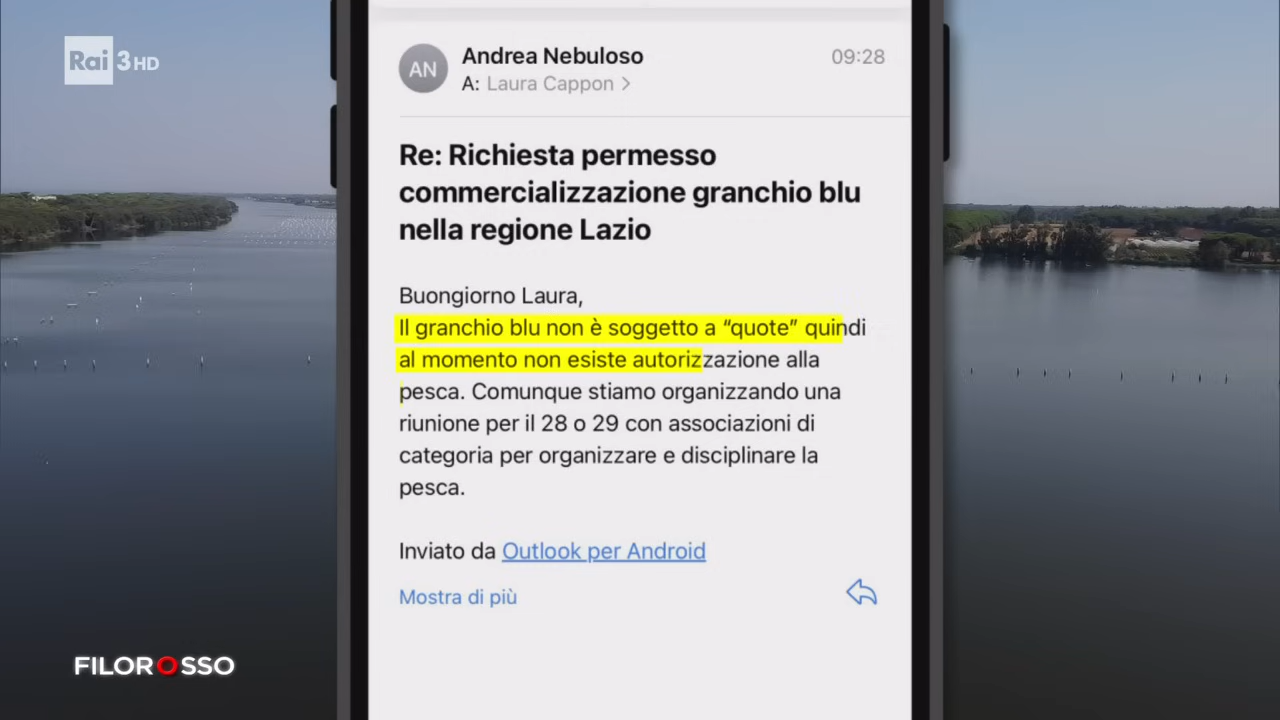 Rai 3HD
AN
Andrea Nebuloso
09:28
A: Laura Cappon >
Re: Richiesta permesso
commercializzazione granchio blu
nella regione Lazio
Buongiorno Laura,
Il granchio blu non è soggetto a “quote” quindi
al momento non esiste autorizzazione alla
pesca. Comunque stiamo organizzando una
riunione per il 28 o 29 con associazioni di
categoria per organizzare e disciplinare la
pesca.
Inviato da Outlook per Android
Mostra di più
FILOROSSO